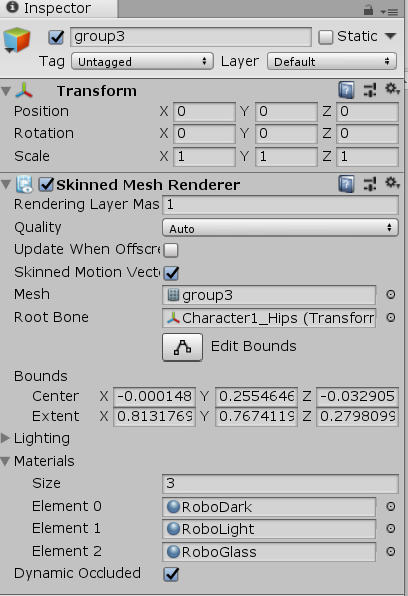 Inspector
group3 Static
Tag Untagged Layer Default
Transform
Position X 0 Y 0 Z 0
Rotation X 0 Y 0 Z 0
Scale X 1 Y 1 Z 1
Skinned Mesh Renderer
Rendering Layer Mas 1
Quality Auto
Update When Offscre
Skinned Motion Vect
Mesh group3
Root Bone Character1_Hips (Transforr
Edit Bounds
Bounds
Center X -0.000148 Y 0.2554646 Z -0.032905
Extent X 0.8131769 Y 0.7674119 Z 0.2798099
Lighting
Materials
Size 3
Element 0 RoboDark
Element 1 RoboLight
Element 2 RoboGlass
Dynamic Occluded